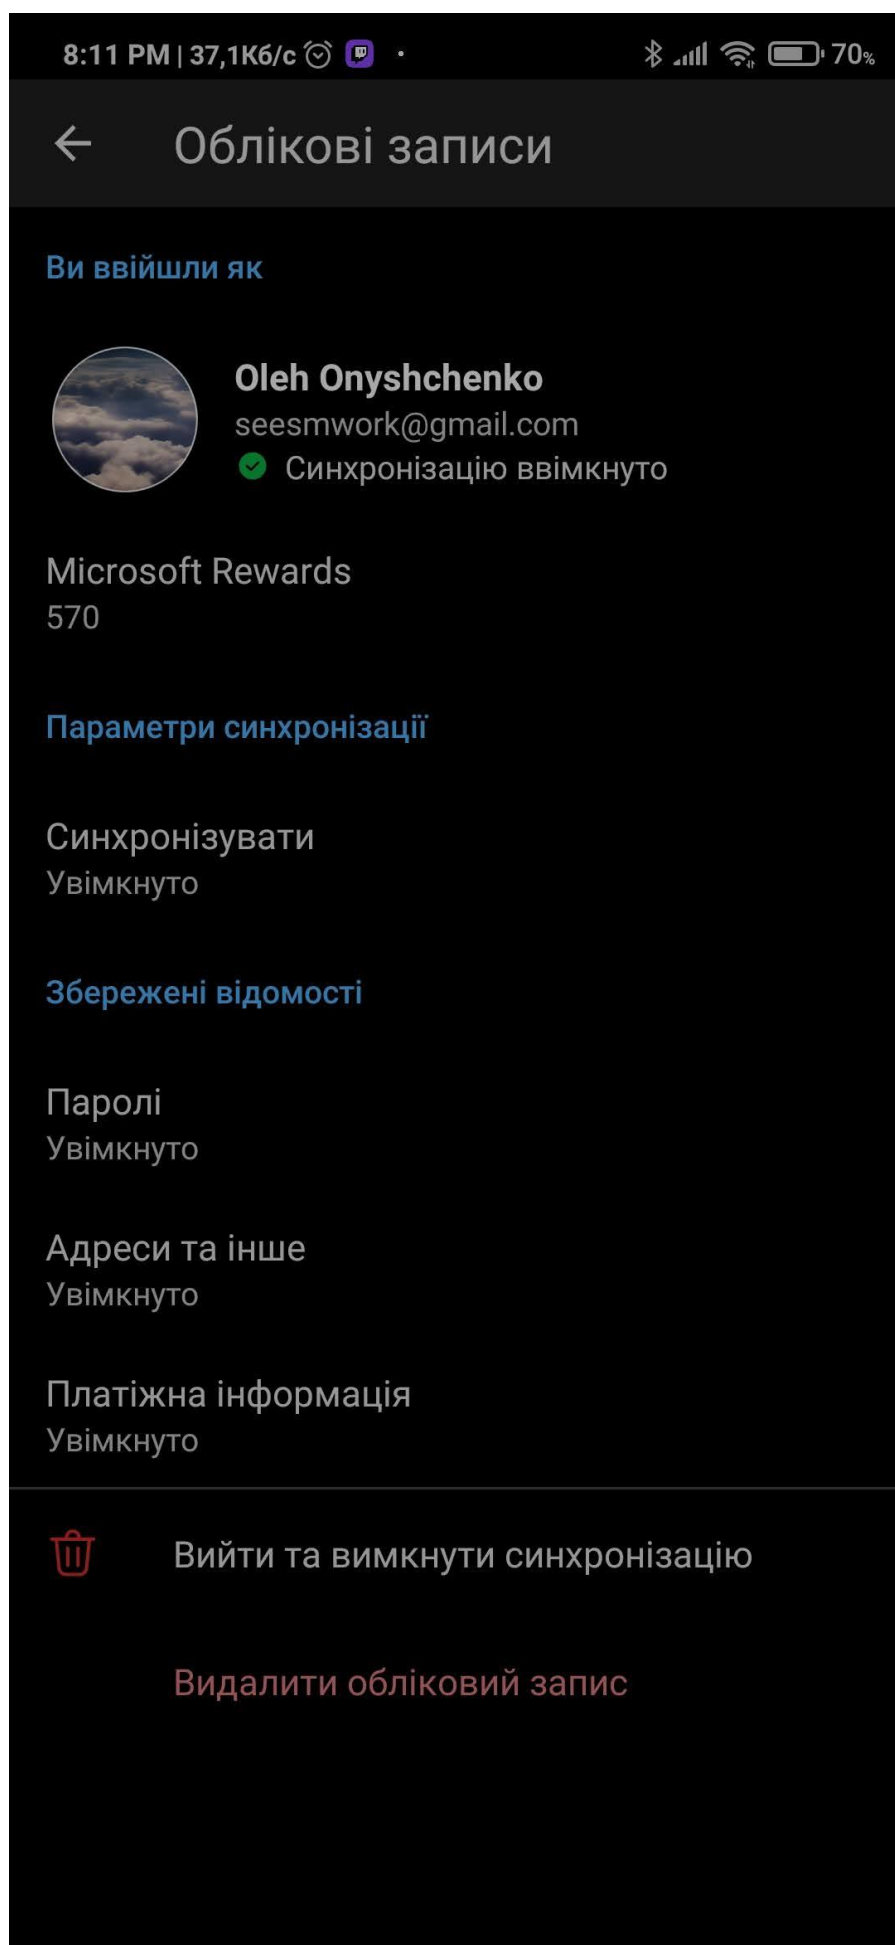 8:11 PM | 37,1Кб/с 70%
Облікові записи
Ви ввійшли як
Oleh Onyshchenko
seesmwork@gmail.com
Синхронізацію ввімкнуто
Microsoft Rewards
570
Параметри синхронізації
Синхронізувати
Увімкнуто
Збережені відомості
Паролі
Увімкнуто
Адреси та інше
Увімкнуто
Платіжна інформація
Увімкнуто
Вийти та вимкнути синхронізацію
Видалити обліковий запис